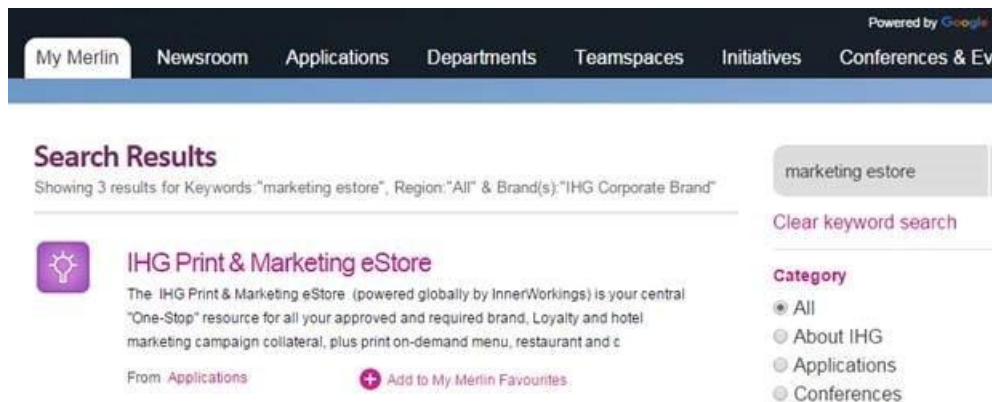 Powered by Google
My Merlin Newsroom Applications Departments Teamspaces Initiatives Conferences & Ev
Search Results
Showing 3 results for Keywords:"marketing estore", Region:"All" & Brand(s):"IHG Corporate Brand"
IHG Print & Marketing eStore
The IHG Print & Marketing eStore (powered globally by InnerWorkings) is your central
"One-Stop" resource for all your approved and required brand, Loyalty and hotel
marketing campaign collateral, plus print on-demand menu, restaurant and c
From Applications
Add to My Merlin Favourites
marketing estore
Clear keyword search
Category
All
About IHG
Applications
Conferences